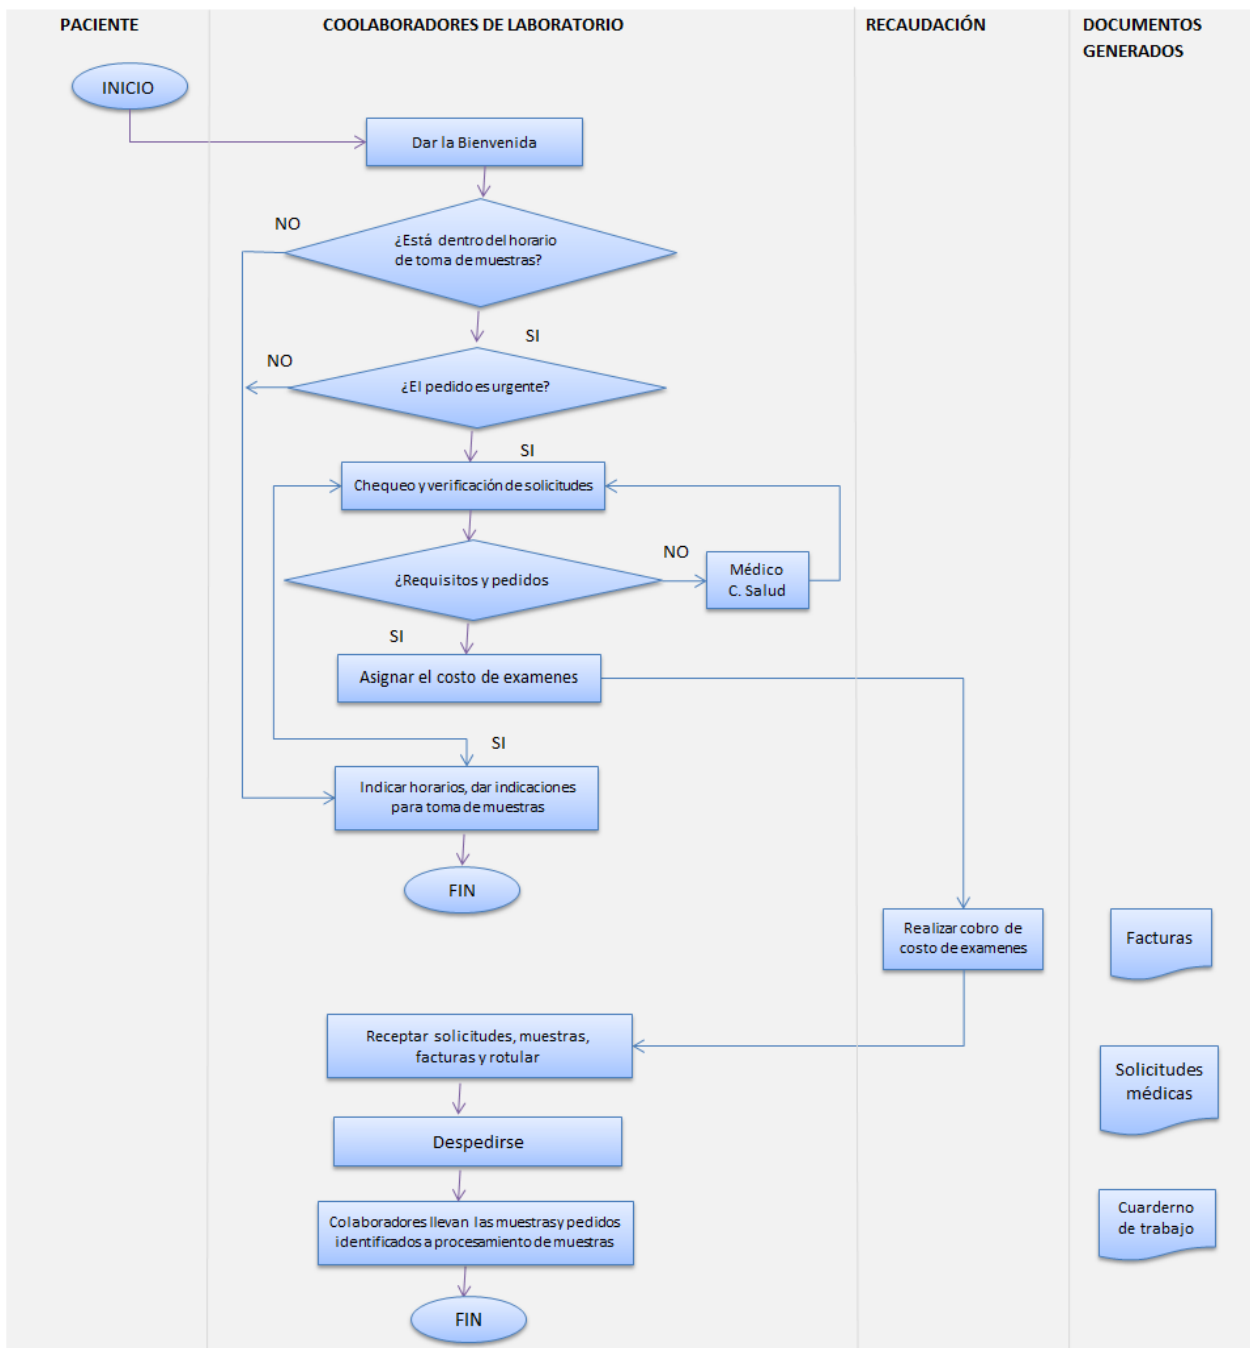 PACIENTE
COOLABORADORES DE LABORATORIO
RECAUDACIÓN
DOCUMENTOS
GENERADOS
INICIO
Dar la Bienvenida
NO
¿Está dentro del horario
de toma de muestras?
SI
NO
¿El pedido es urgente?
SI
Chequeo y verificación de solicitudes
¿Requisitos y pedidos
NO
Médico
C. Salud
SI
Asignar el costo de examenes
SI
Indicar horarios, dar indicaciones
para toma de muestras
FIN
Realizar cobro de
costo de examenes
Facturas
Receptar solicitudes, muestras,
facturas y rotular
Solicitudes
médicas
Despedirse
Colaboradores llevan las muestras y pedidos
identificados a procesamiento de muestras
Cuarderno
de trabajo
FIN